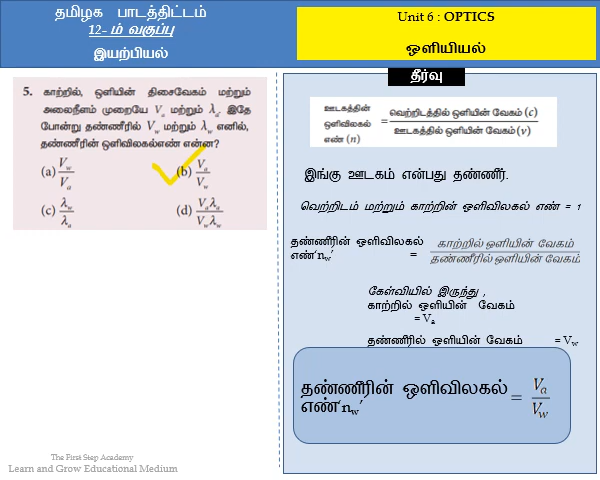 தமிழக பாடத்திட்டம்
12- ம் வகுப்பு
இயற்பியல்
Unit 6 : OPTICS
ஒளியியல்
5. காற்றில், ஒளியின் திசைவேகம் மற்றும்
அலைநீளம் முறையே Va மற்றும் λa. இதே
போன்று தண்ணீரில் Vw மற்றும் λw எனில்,
தண்ணீரின் ஒளிவிலகல்எண் என்ன?
(a) Vw/Va (b) Va/Vw
(c) λw/λa (d) Vaλa/Vwλw
தீர்வு
ஊடகத்தின்
ஒளிவிலகல்
எண் (n) = வெற்றிடத்தில் ஒளியின் வேகம் (c)
ஊடகத்தில் ஒளியின் வேகம் (v)
இங்கு ஊடகம் என்பது தண்ணீர்.
வெற்றிடம் மற்றும் காற்றின் ஒளிவிலகல் எண் = 1
தண்ணீரின் ஒளிவிலகல்
எண்‘nw’ = காற்றில் ஒளியின் வேகம்
தண்ணீரில் ஒளியின் வேகம்
கேள்வியில் இருந்து ,
காற்றில் ஒளியின் வேகம்
= Va
தண்ணீரில் ஒளியின் வேகம் = Vw
தண்ணீரின் ஒளிவிலகல்
எண்‘nw’ = Va/Vw
The First Step Academy
Learn and Grow Educational Medium